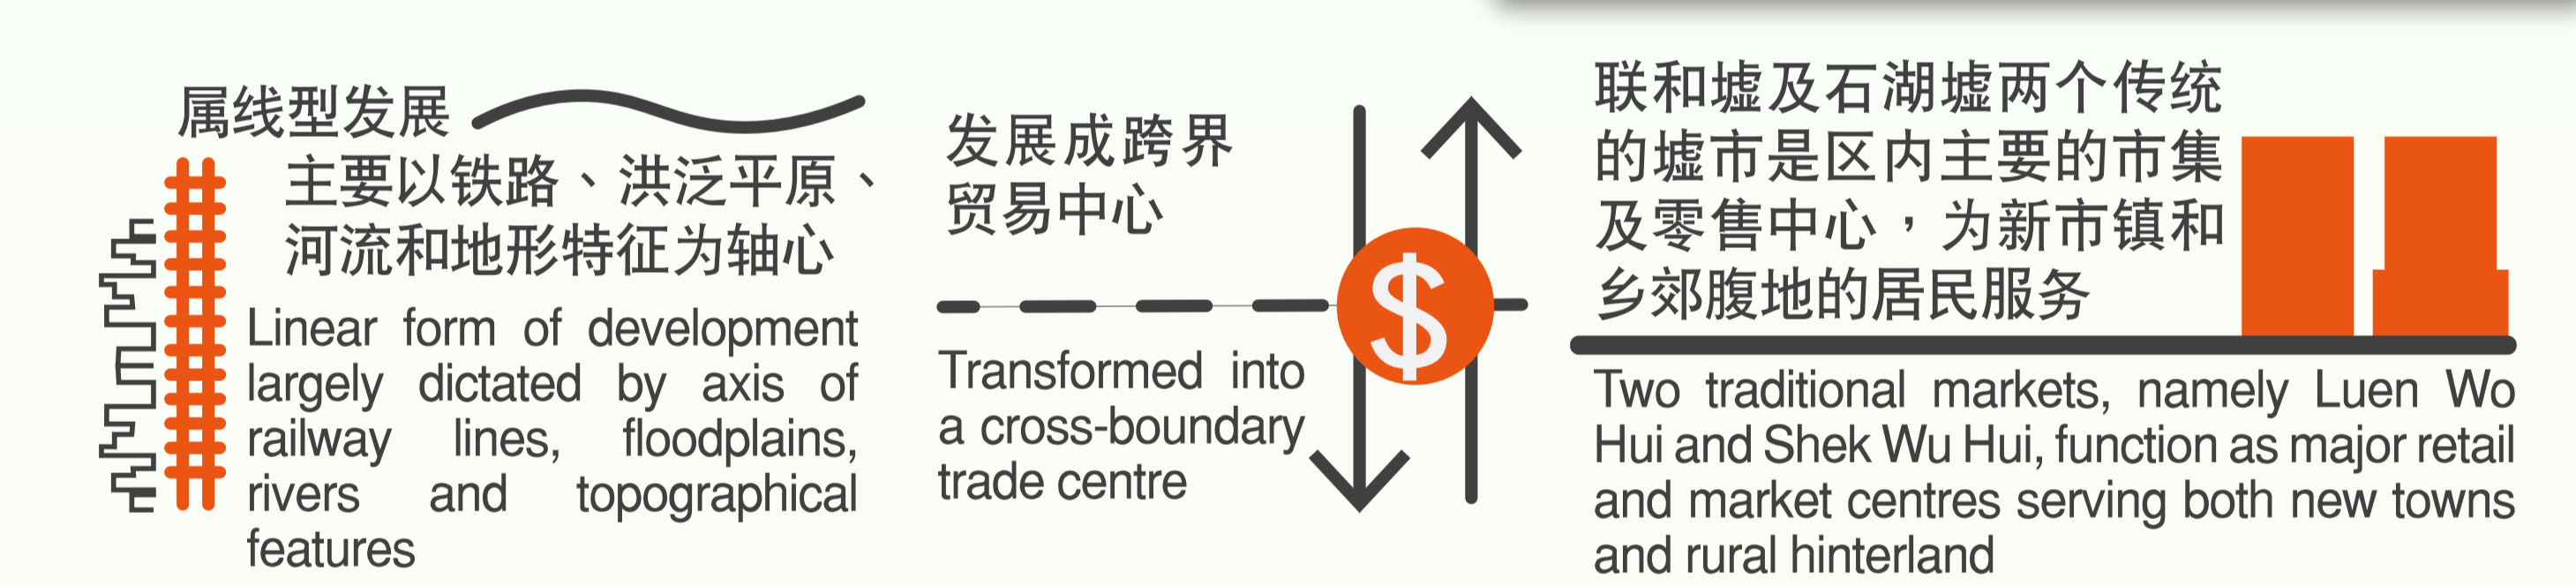 属线型发展
主要以铁路、洪泛平原、
河流和地形特征为轴心
Linear form of development
largely dictated by axis of
railway lines, floodplains,
rivers and topographical
features
发展成跨界
贸易中心
$
Transformed into
a cross-boundary
trade centre
联和墟及石湖墟两个传统
的墟市是区内主要的市集
及零售中心，为新市镇和
乡郊腹地的居民服务
Two traditional markets, namely Luen Wo
Hui and Shek Wu Hui, function as major retail
and market centres serving both new towns
and rural hinterland